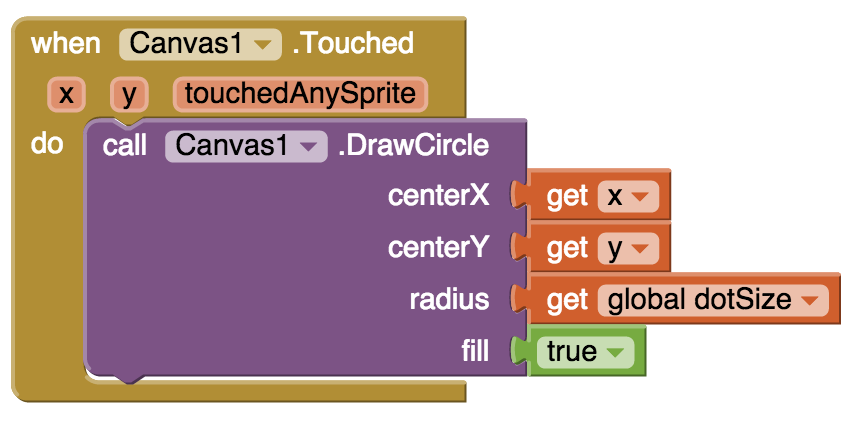 when Canvas1 .Touched
x y touchedAnySprite
do call Canvas1 .DrawCircle
centerX get x
centerY get y
radius get global dotSize
fill true